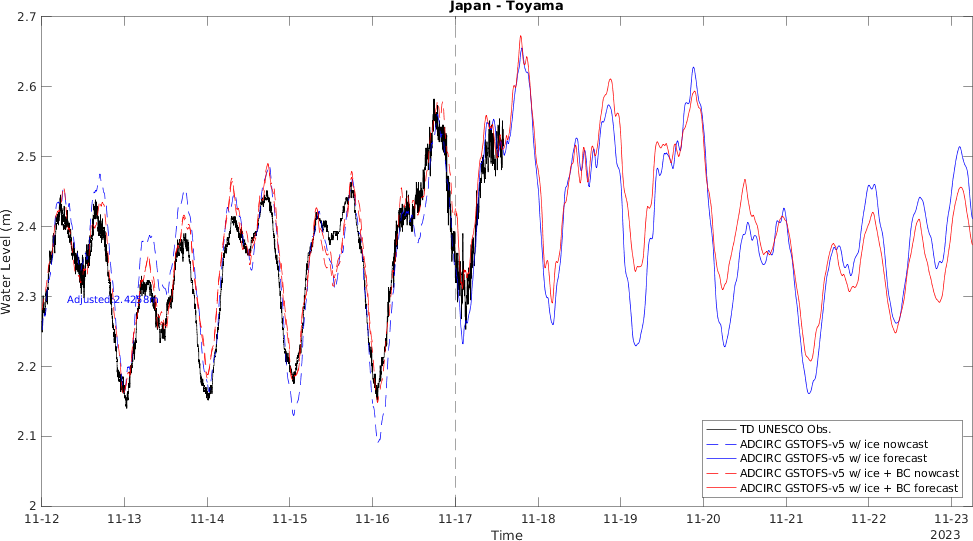 Japan - Toyama
Water Level (m)
2.7
2.6
2.5
2.4
2.3
2.2
2.1
2
11-12
11-13
11-14
11-15
11-16
11-17
11-18
11-19
11-20
11-21
11-22
11-23
2023
Time
TD UNESCO Obs.
ADCIRC GSTOFS-v5 w/ ice nowcast
ADCIRC GSTOFS-v5 w/ ice forecast
ADCIRC GSTOFS-v5 w/ ice + BC nowcast
ADCIRC GSTOFS-v5 w/ ice + BC forecast